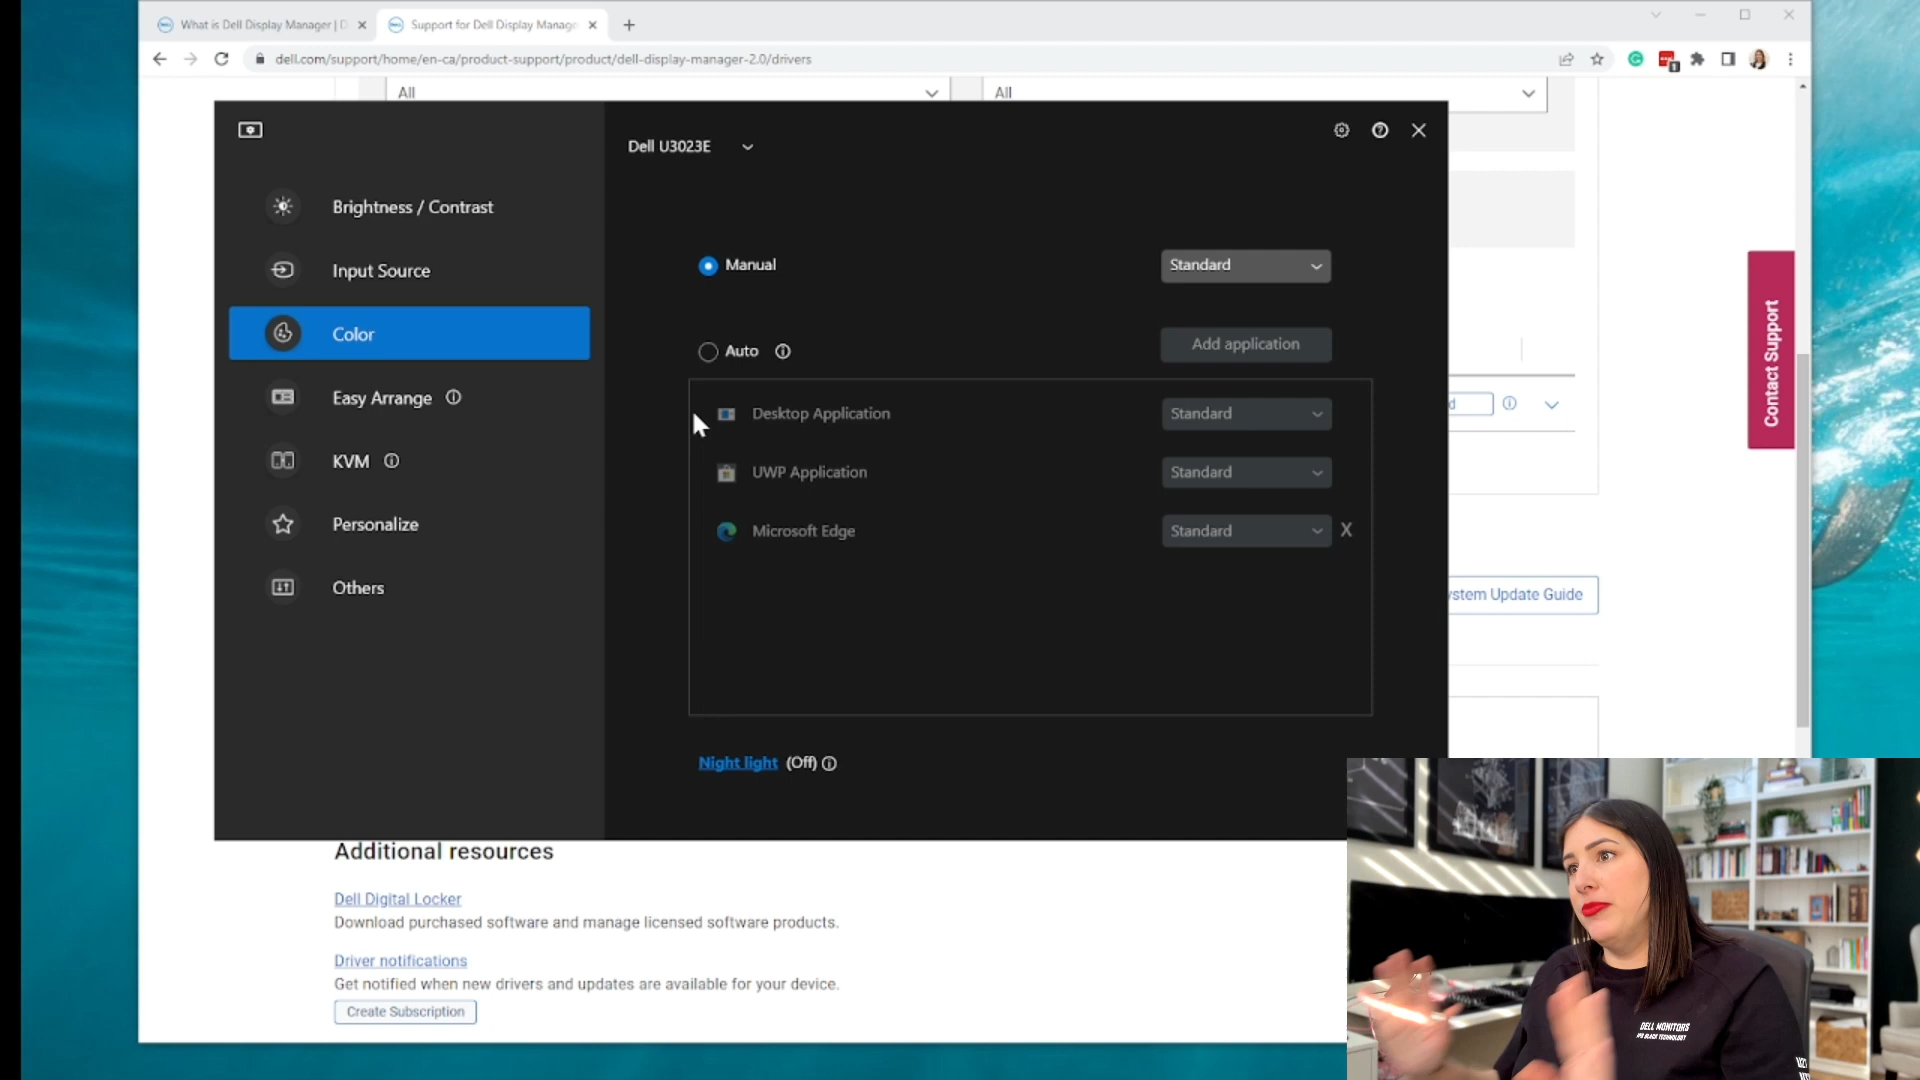 What is Dell Display Manager | D
Support for Dell Display Manage
dell.com/support/home/en-ca/product-support/product/dell-display-manager-2.0/drivers
All
All
Dell U3023E
Brightness / Contrast
Input Source
Color
Easy Arrange
KVM
Personalize
Others
Manual
Standard
Auto
Add application
Desktop Application
Standard
UWP Application
Standard
Microsoft Edge
Standard
X
Night light (Off)
d
ystem Update Guide
Contact Support
Additional resources
Dell Digital Locker
Download purchased software and manage licensed software products.
Driver notifications
Get notified when new drivers and updates are available for your device.
Create Subscription
DELL MONITORS
IPS BLACK TECHNOLOGY